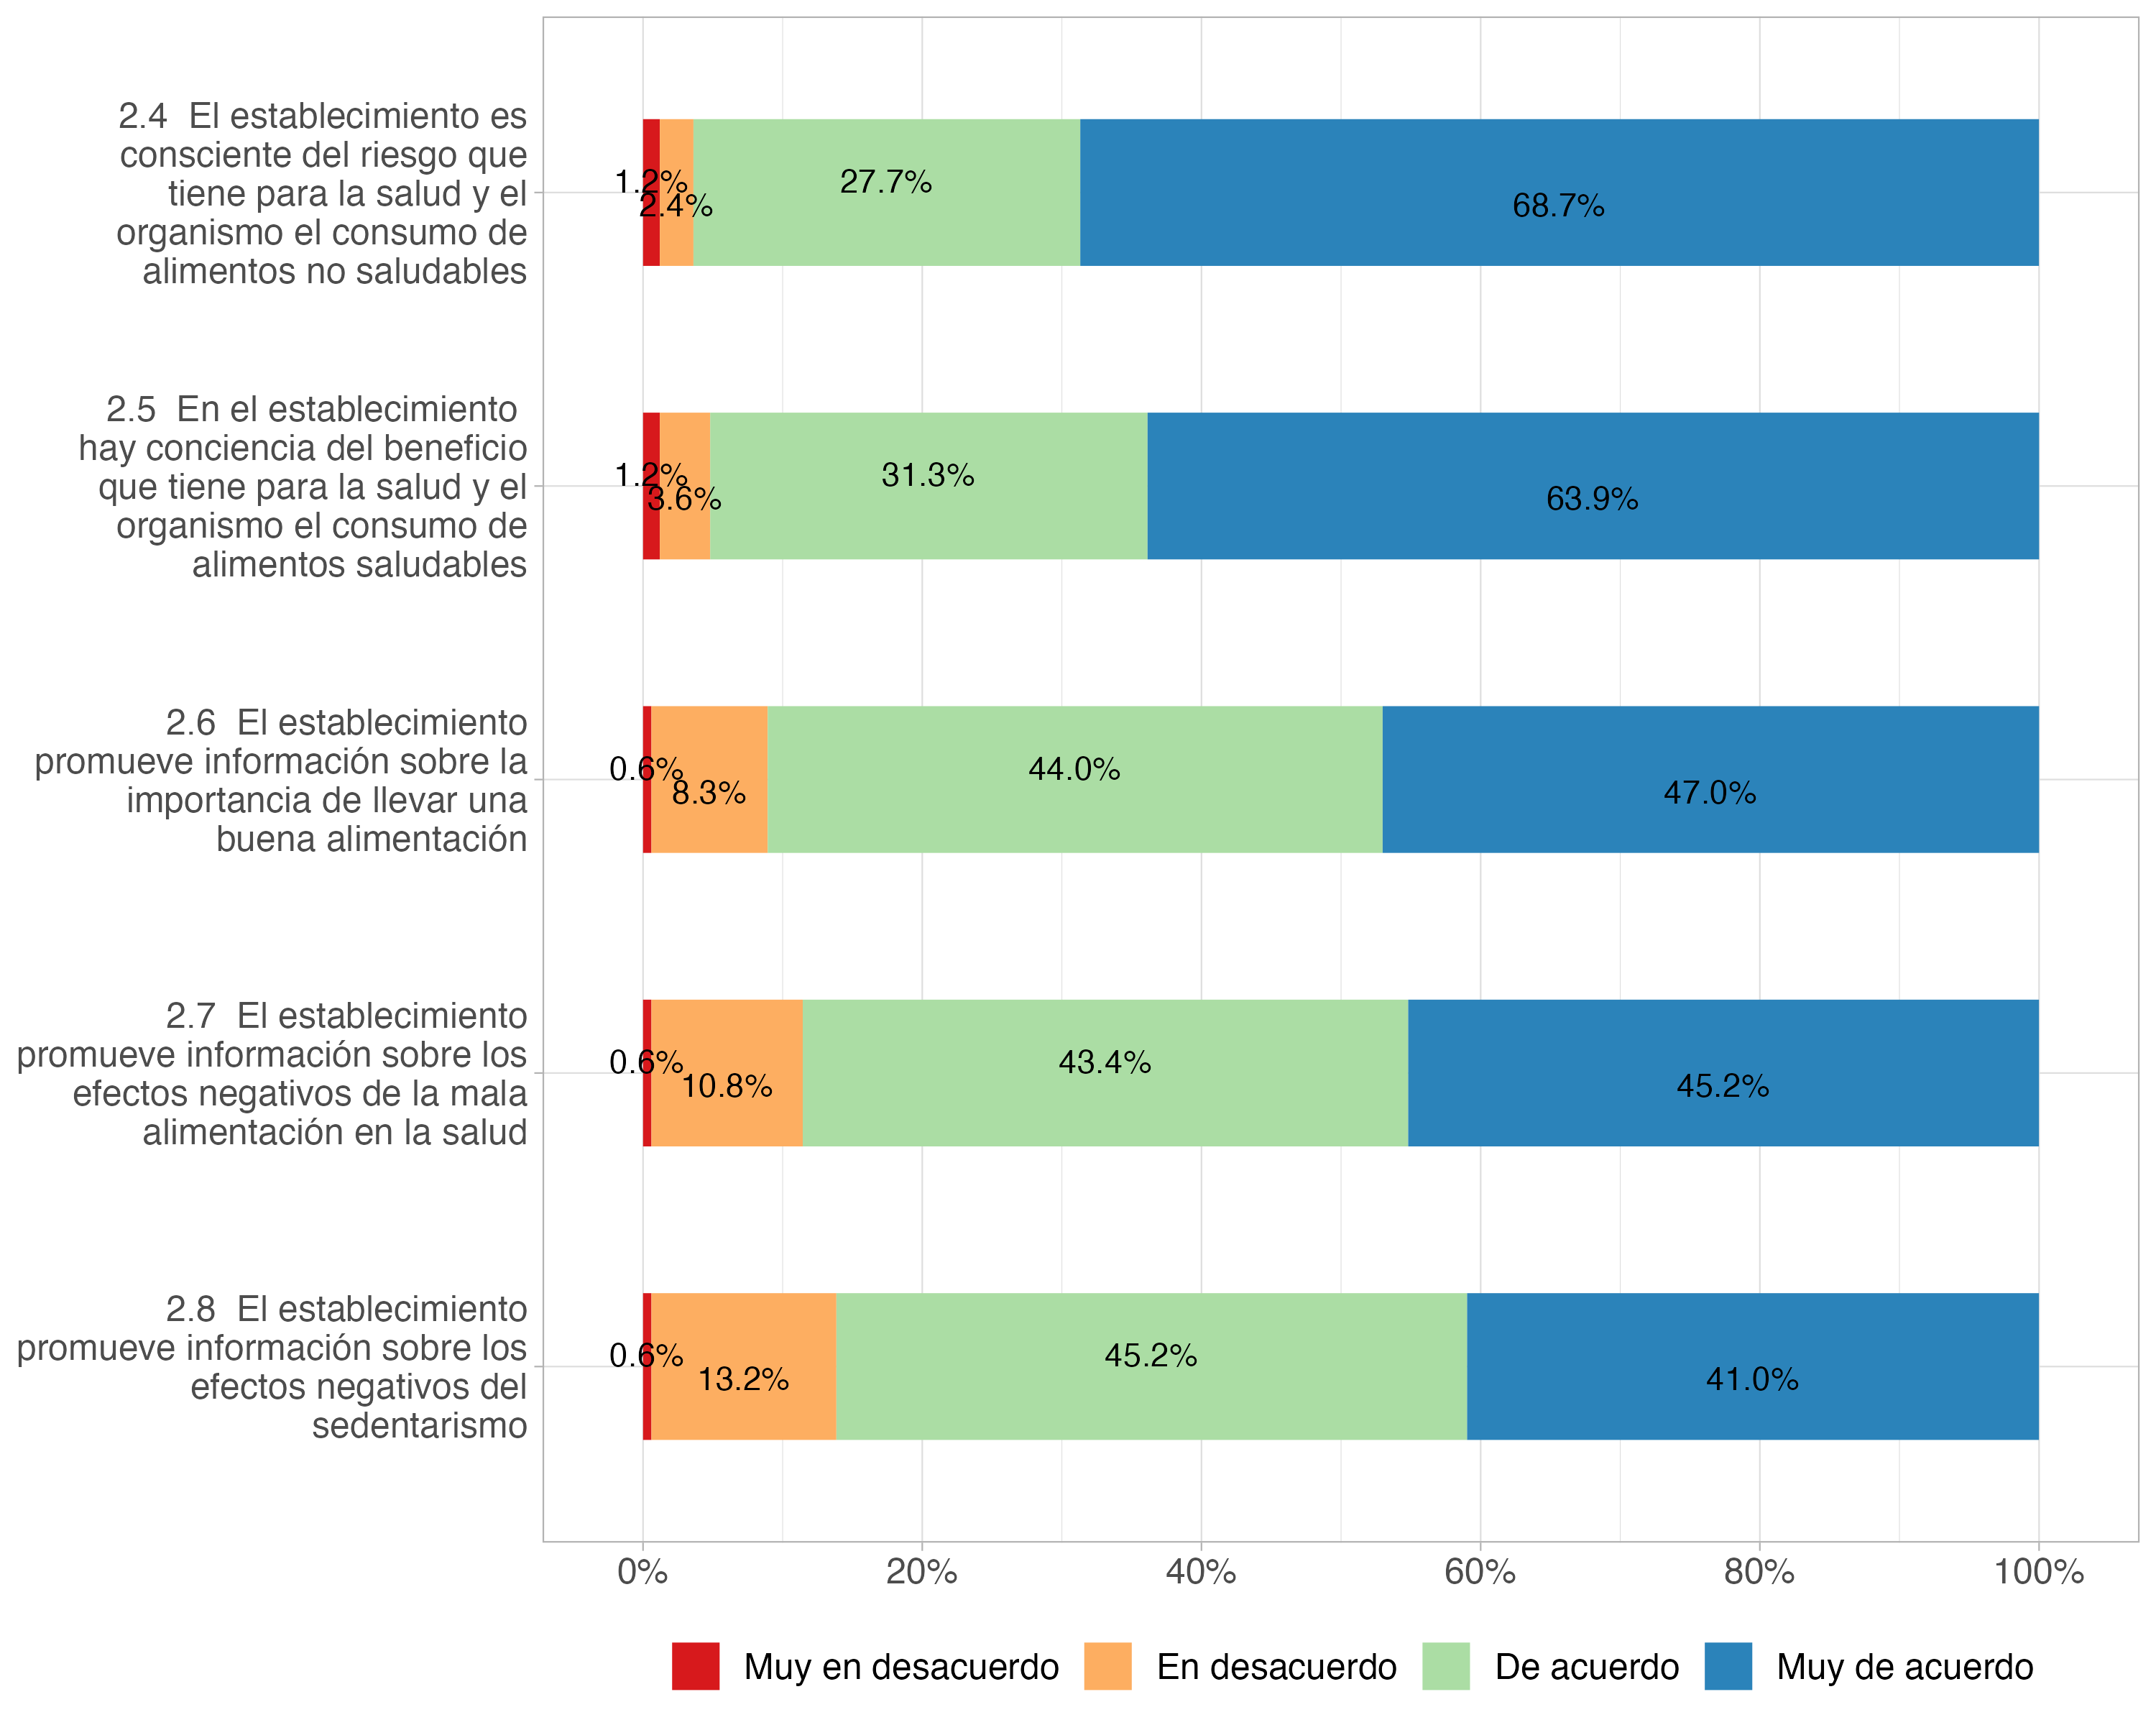 2.4  El establecimiento es
consciente del riesgo que
tiene para la salud y el
organismo el consumo de
alimentos no saludables
1.2%
2.4%
27.7%
68.7%
2.5  En el establecimiento
hay conciencia del beneficio
que tiene para la salud y el
organismo el consumo de
alimentos saludables
1.2%
3.6%
31.3%
63.9%
2.6  El establecimiento
promueve información sobre la
importancia de llevar una
buena alimentación
0.6%
8.3%
44.0%
47.0%
2.7  El establecimiento
promueve información sobre los
efectos negativos de la mala
alimentación en la salud
0.6%
10.8%
43.4%
45.2%
2.8  El establecimiento
promueve información sobre los
efectos negativos del
sedentarismo
0.6%
13.2%
45.2%
41.0%
0% 20% 40% 60% 80% 100%
Muy en desacuerdo En desacuerdo De acuerdo Muy de acuerdo